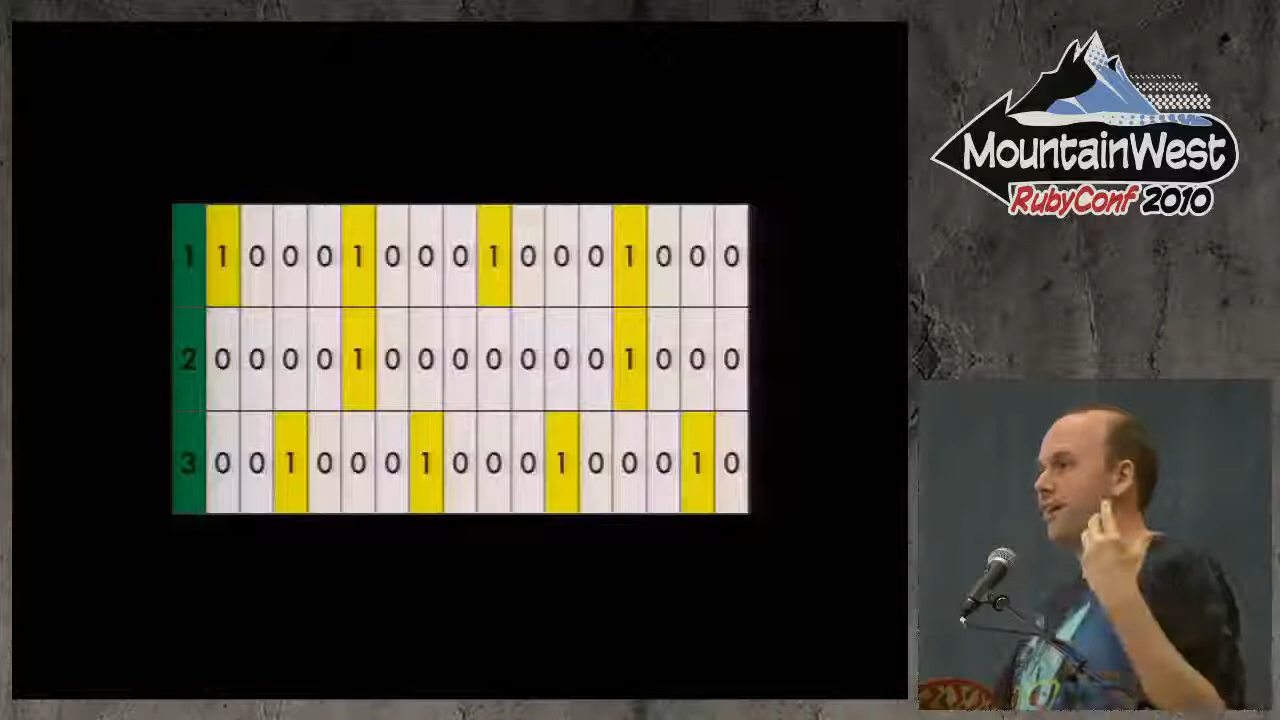 MountainWest
RubyConf 2010
1 1 0 0 0 1 0 0 0 1 0 0 0 1 0 0 0
2 0 0 0 0 1 0 0 0 0 0 0 0 1 0 0 0
3 0 0 1 0 0 0 1 0 0 0 1 0 0 0 1 0